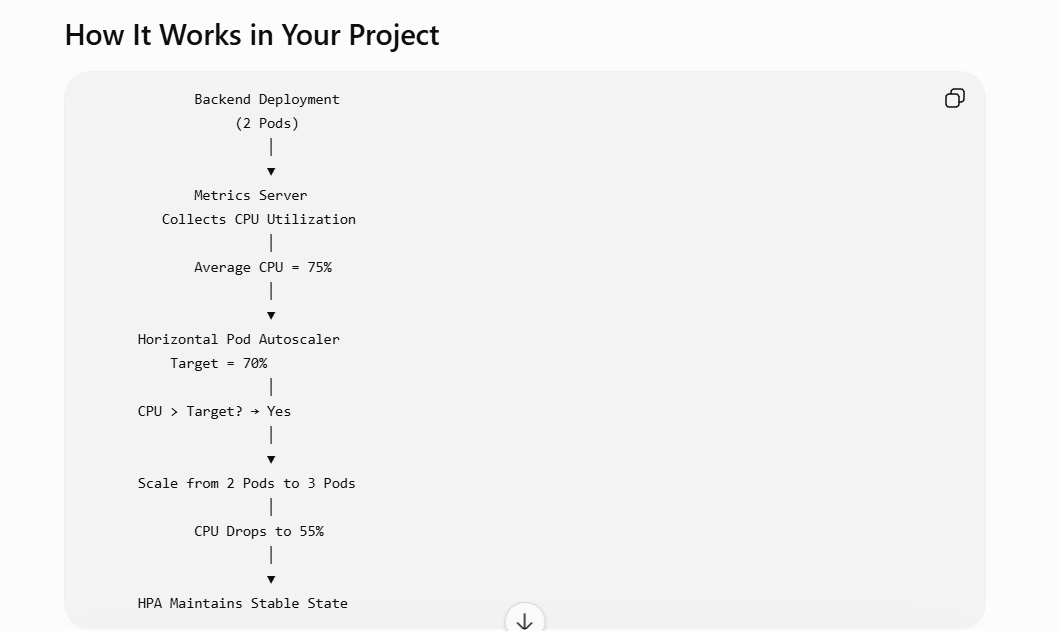 How It Works in Your Project
Backend Deployment
(2 Pods)
│
▼
Metrics Server
Collects CPU Utilization
│
Average CPU = 75%
│
▼
Horizontal Pod Autoscaler
Target = 70%
│
CPU > Target? → Yes
│
▼
Scale from 2 Pods to 3 Pods
│
CPU Drops to 55%
│
▼
HPA Maintains Stable State